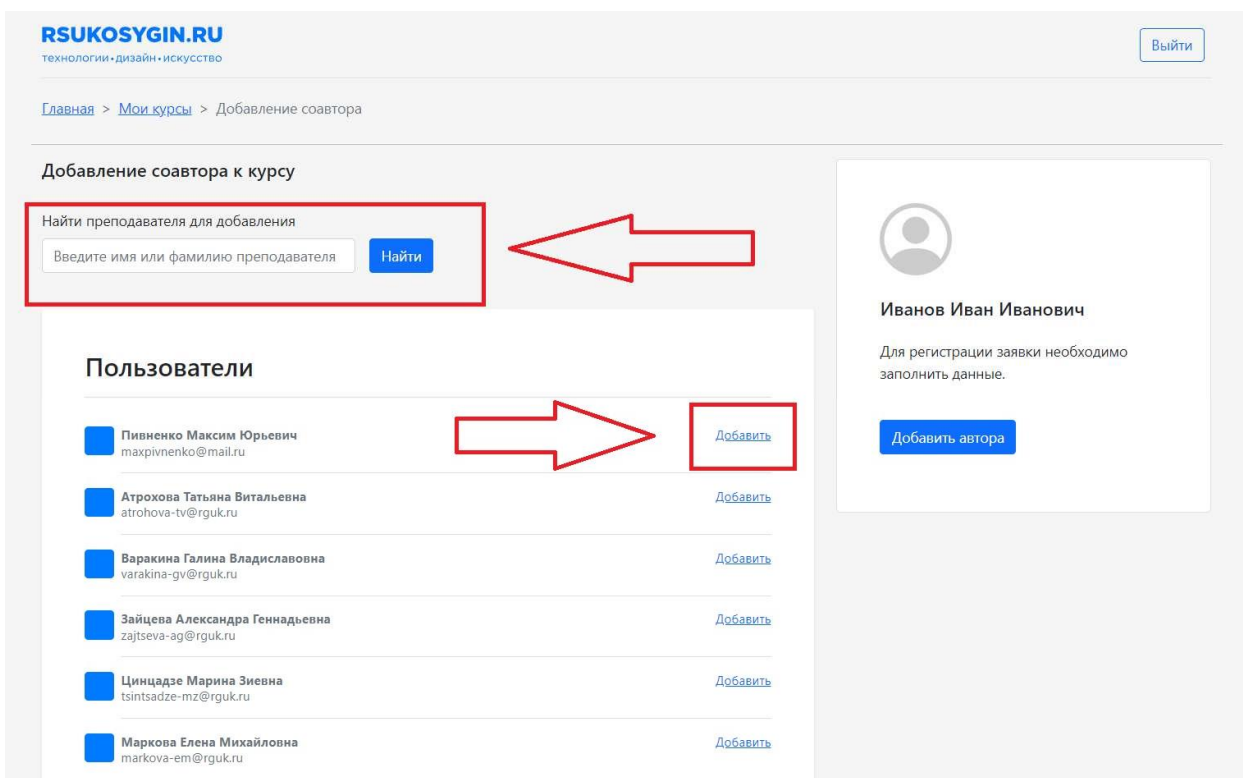 RSUKOSYGIN.RU
технологии•дизайн•искусство
Выйти
Главная > Мои курсы > Добавление соавтора
Добавление соавтора к курсу
Найти преподавателя для добавления
Введите имя или фамилию преподавателя
Найти
Пользователи
Пивненко Максим Юрьевич
maxpivnenko@mail.ru
Добавить
Атрохова Татьяна Витальевна
atrohova-tv@rguk.ru
Добавить
Варакина Галина Владиславовна
varakina-gv@rguk.ru
Добавить
Зайцева Александра Геннадьевна
zajtseva-ag@rguk.ru
Добавить
Цинцадзе Марина Зиевна
tsintsadze-mz@rguk.ru
Добавить
Маркова Елена Михайловна
markova-em@rguk.ru
Добавить
Иванов Иван Иванович
Для регистрации заявки необходимо
заполнить данные.
Добавить автора